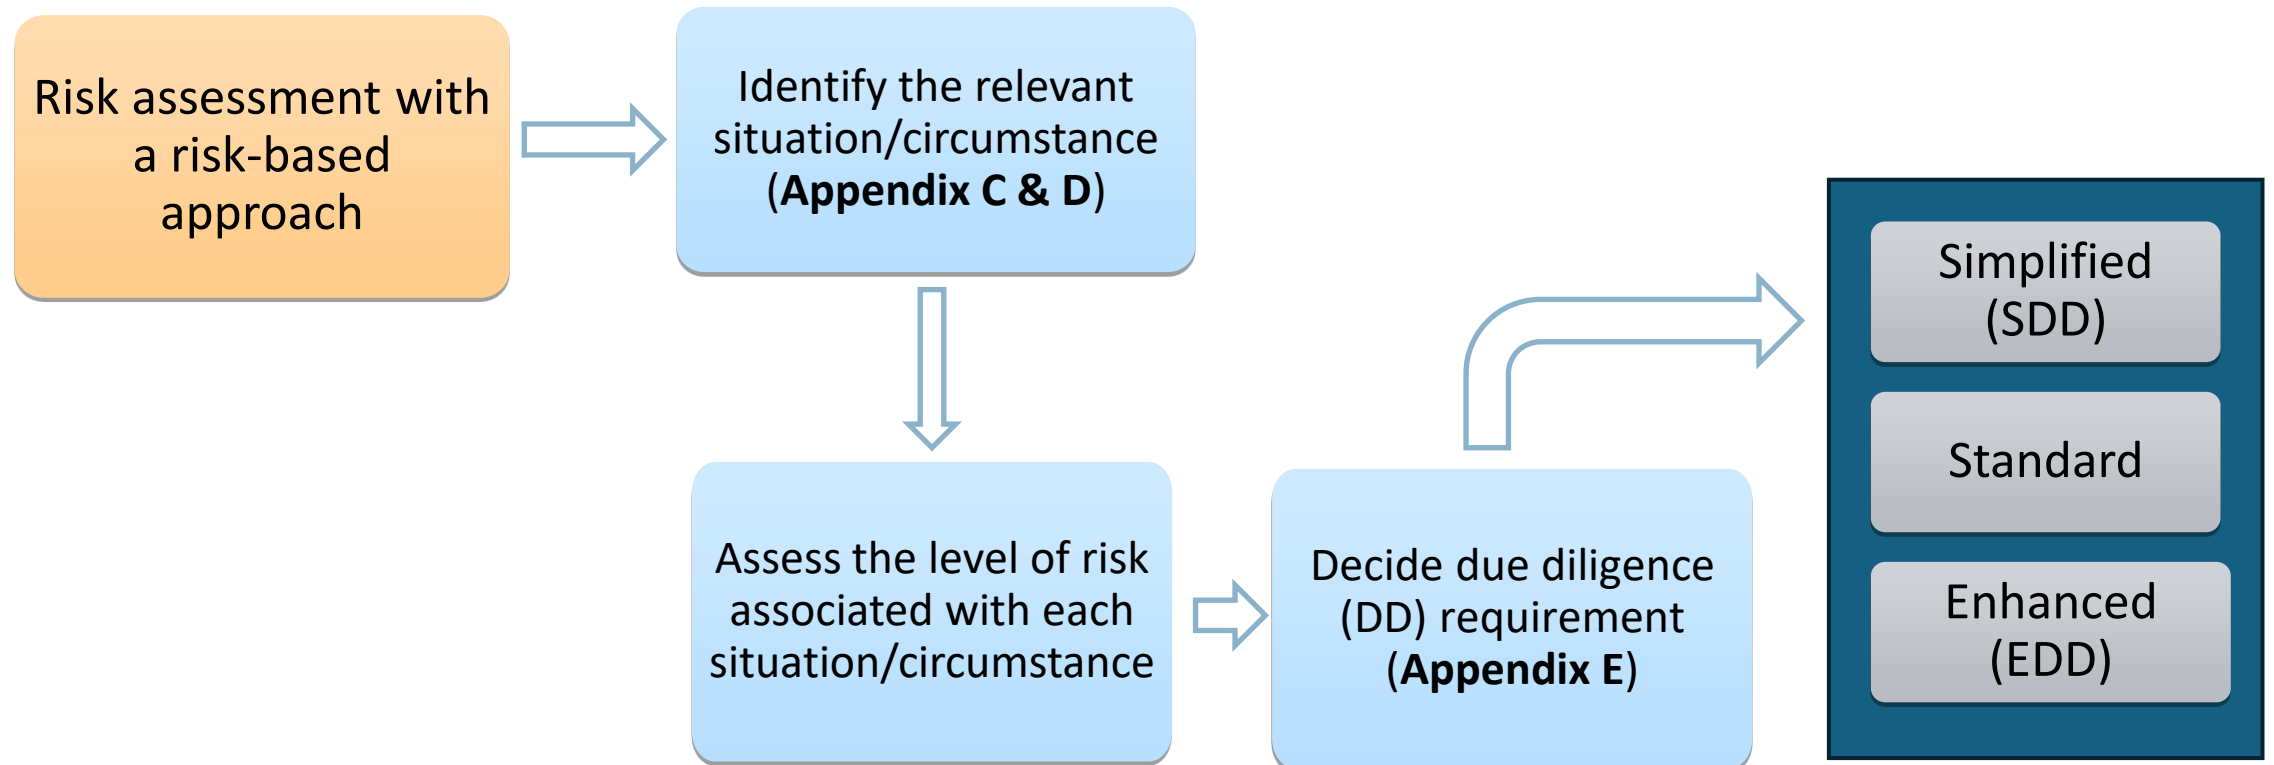 Risk assessment with
a risk-based
approach
Identify the relevant
situation/circumstance
(Appendix C & D)
Assess the level of risk
associated with each
situation/circumstance
Decide due diligence
(DD) requirement
(Appendix E)
Simplified
(SDD)
Standard
Enhanced
(EDD)